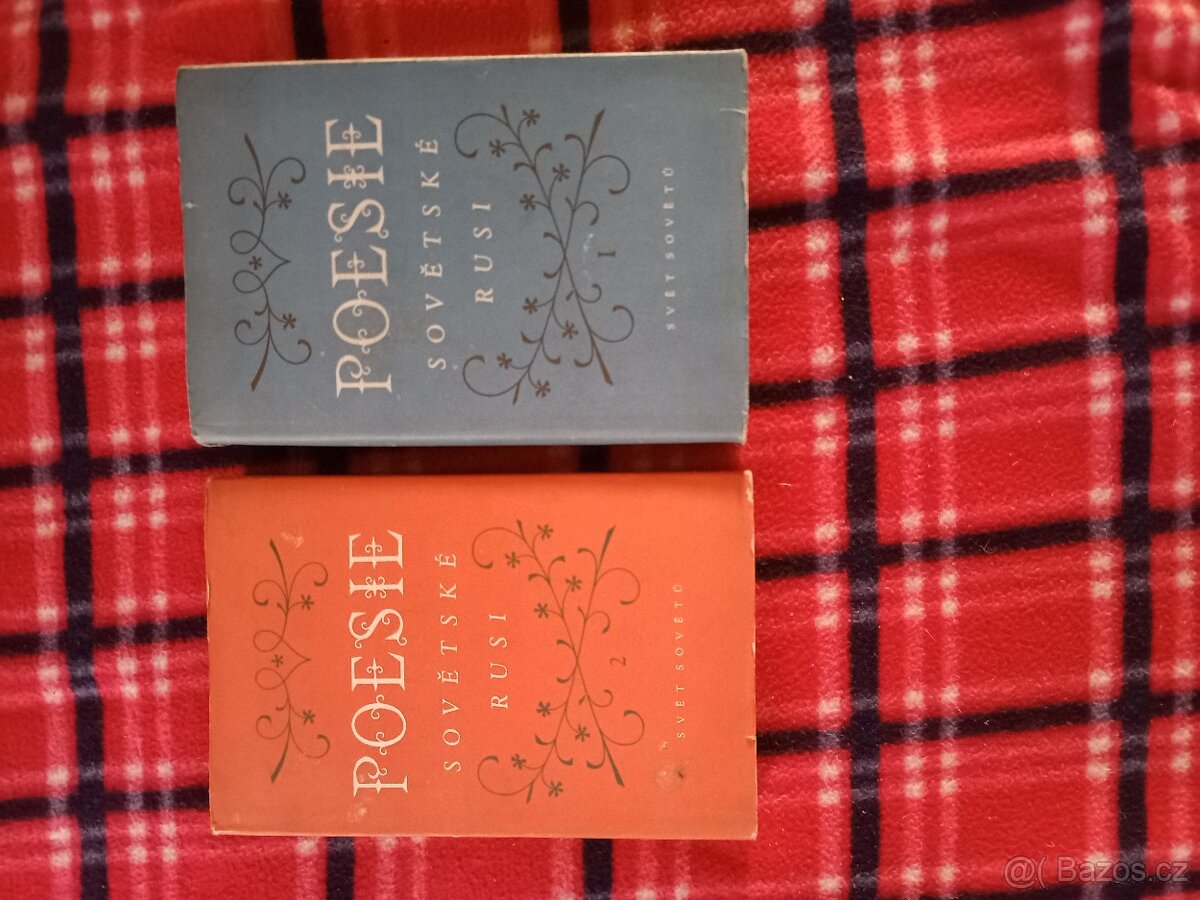 POESIE
SOVĚTSKÉ
RUSI
1
SVĚT SOVĚTŮ
POESIE
SOVĚTSKÉ
RUSI
2
SVĚT SOVĚTŮ
@( Bazos.cz